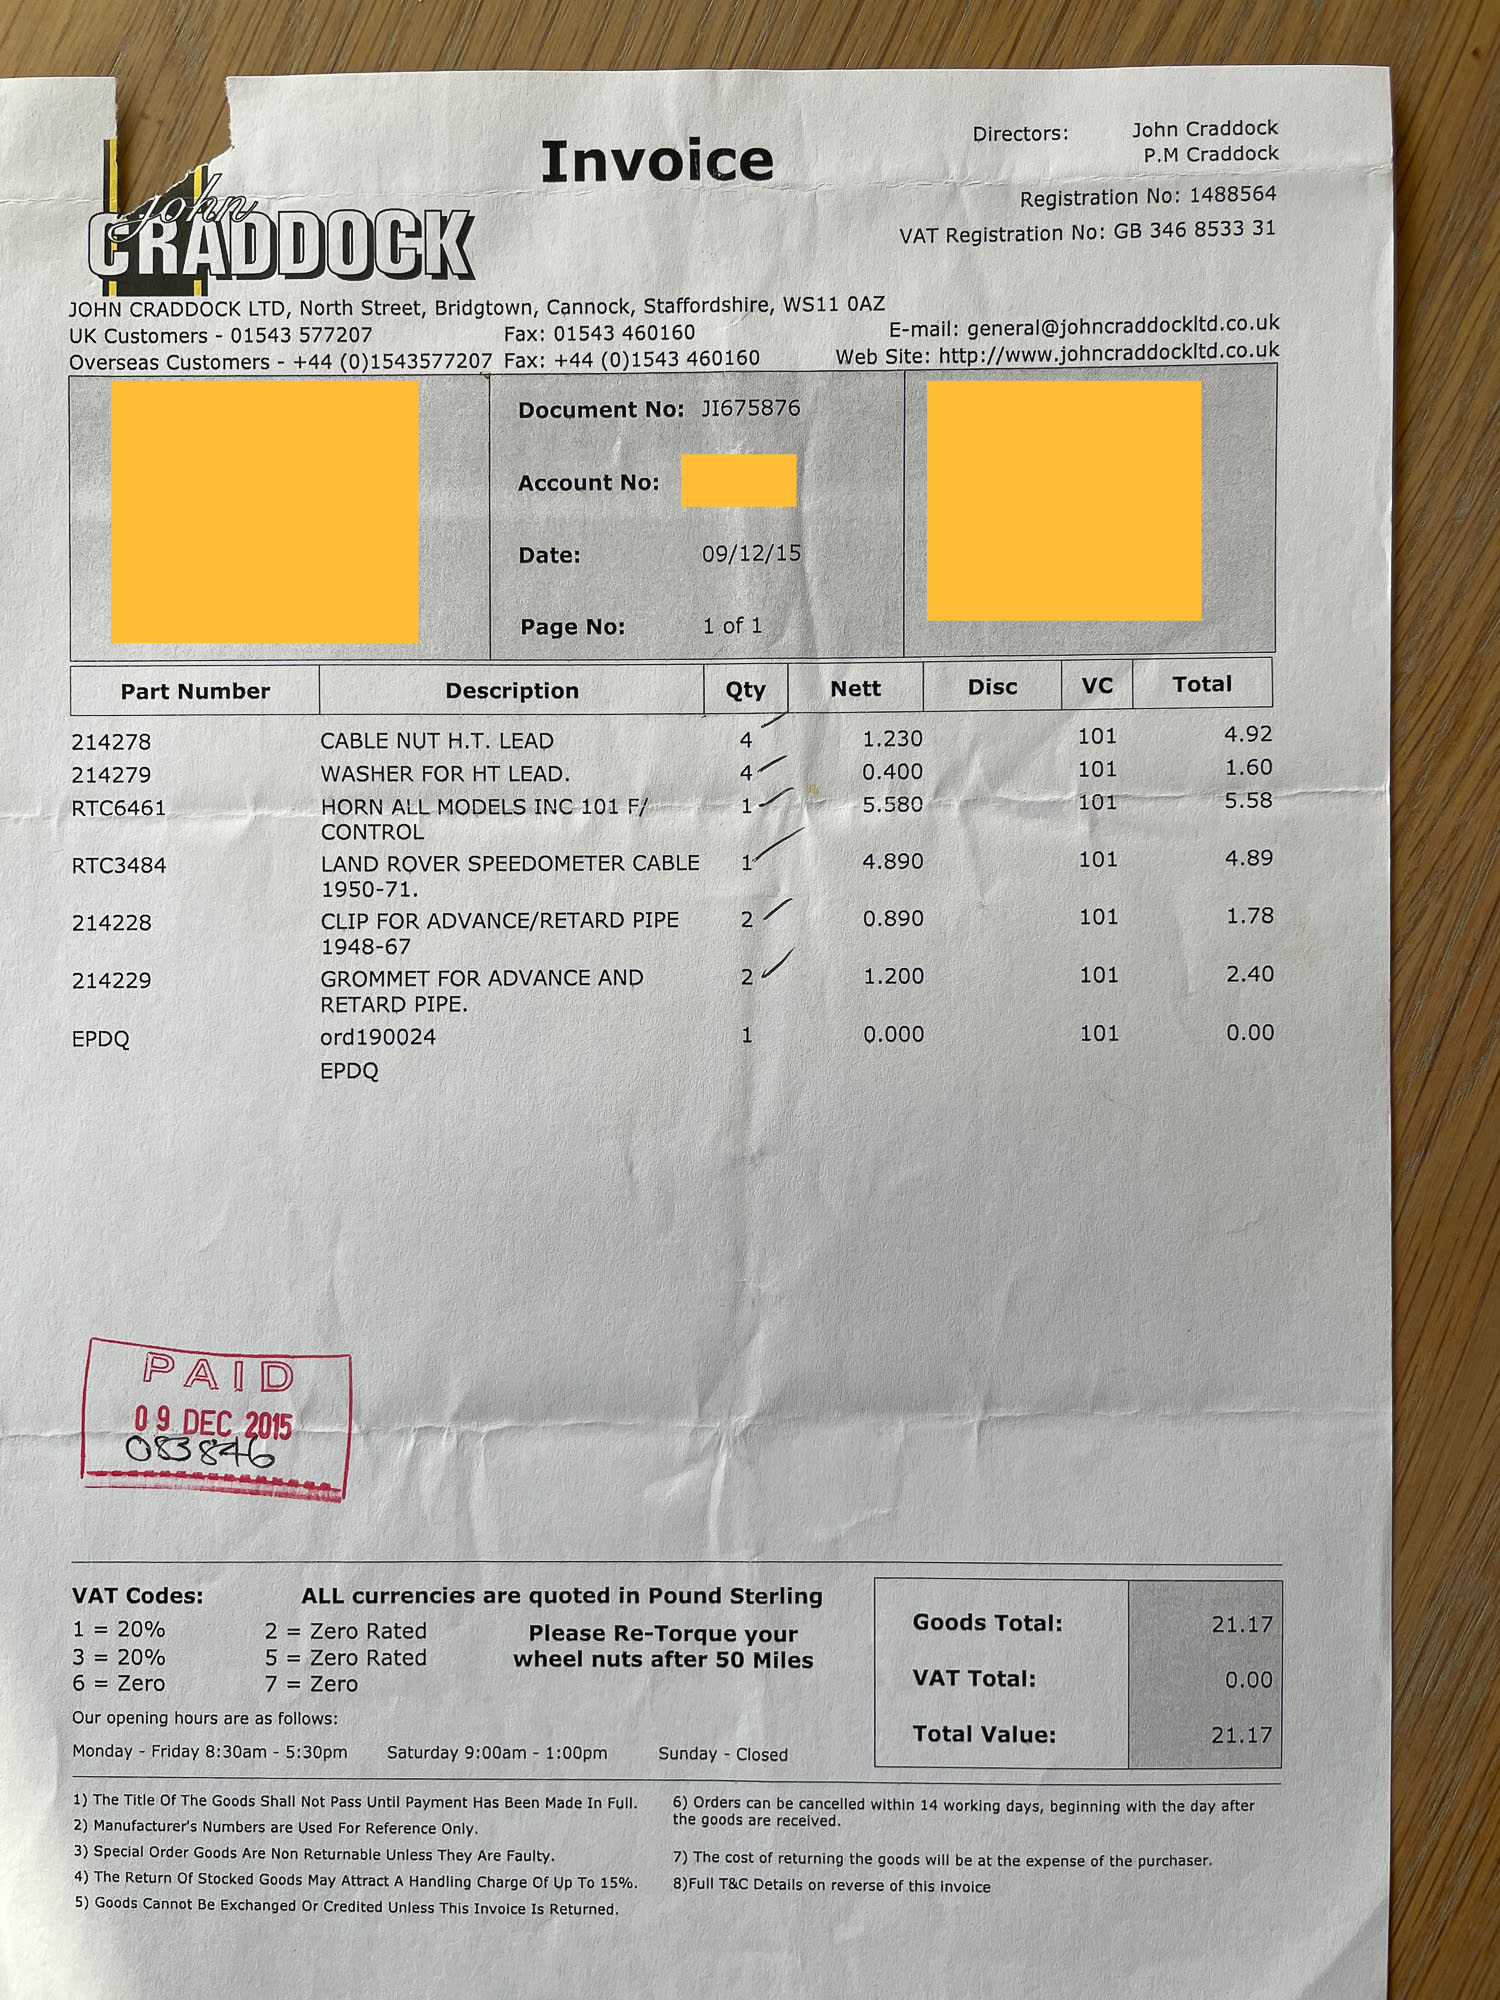 Invoice
Directors: John Craddock
P.M Craddock
Registration No: 1488564
VAT Registration No: GB 346 8533 31
John
CRADDOCK
JOHN CRADDOCK LTD, North Street, Bridgtown, Cannock, Staffordshire, WS11 0AZ
UK Customers - 01543 577207 Fax: 01543 460160 E-mail: general@johncraddockltd.co.uk
Overseas Customers - +44 (0)1543577207 Fax: +44 (0)1543 460160 Web Site: http://www.johncraddockltd.co.uk
Document No: JI675876
Account No:
Date: 09/12/15
Page No: 1 of 1
Part Number Description Qty Nett Disc VC Total
214278 CABLE NUT H.T. LEAD 4 1.230 101 4.92
214279 WASHER FOR HT LEAD. 4 0.400 101 1.60
RTC6461 HORN ALL MODELS INC 101 F/ 1 5.580 101 5.58
CONTROL
RTC3484 LAND ROVER SPEEDOMETER CABLE 1 4.890 101 4.89
1950-71.
214228 CLIP FOR ADVANCE/RETARD PIPE 2 0.890 101 1.78
1948-67
214229 GROMMET FOR ADVANCE AND 2 1.200 101 2.40
RETARD PIPE.
EPDQ ord190024 1 0.000 101 0.00
EPDQ
PAID
09 DEC 2015
083846
VAT Codes: ALL currencies are quoted in Pound Sterling
1 = 20% 2 = Zero Rated Please Re-Torque your
3 = 20% 5 = Zero Rated wheel nuts after 50 Miles
6 = Zero 7 = Zero
Goods Total: 21.17
VAT Total: 0.00
Total Value: 21.17
Our opening hours are as follows:
Monday - Friday 8:30am - 5:30pm Saturday 9:00am - 1:00pm Sunday - Closed
1) The Title Of The Goods Shall Not Pass Until Payment Has Been Made In Full.
2) Manufacturer's Numbers are Used For Reference Only.
3) Special Order Goods Are Non Returnable Unless They Are Faulty.
4) The Return Of Stocked Goods May Attract A Handling Charge Of Up To 15%.
5) Goods Cannot Be Exchanged Or Credited Unless This Invoice Is Returned.
6) Orders can be cancelled within 14 working days, beginning with the day after
the goods are received.
7) The cost of returning the goods will be at the expense of the purchaser.
8)Full T&C Details on reverse of this Invoice